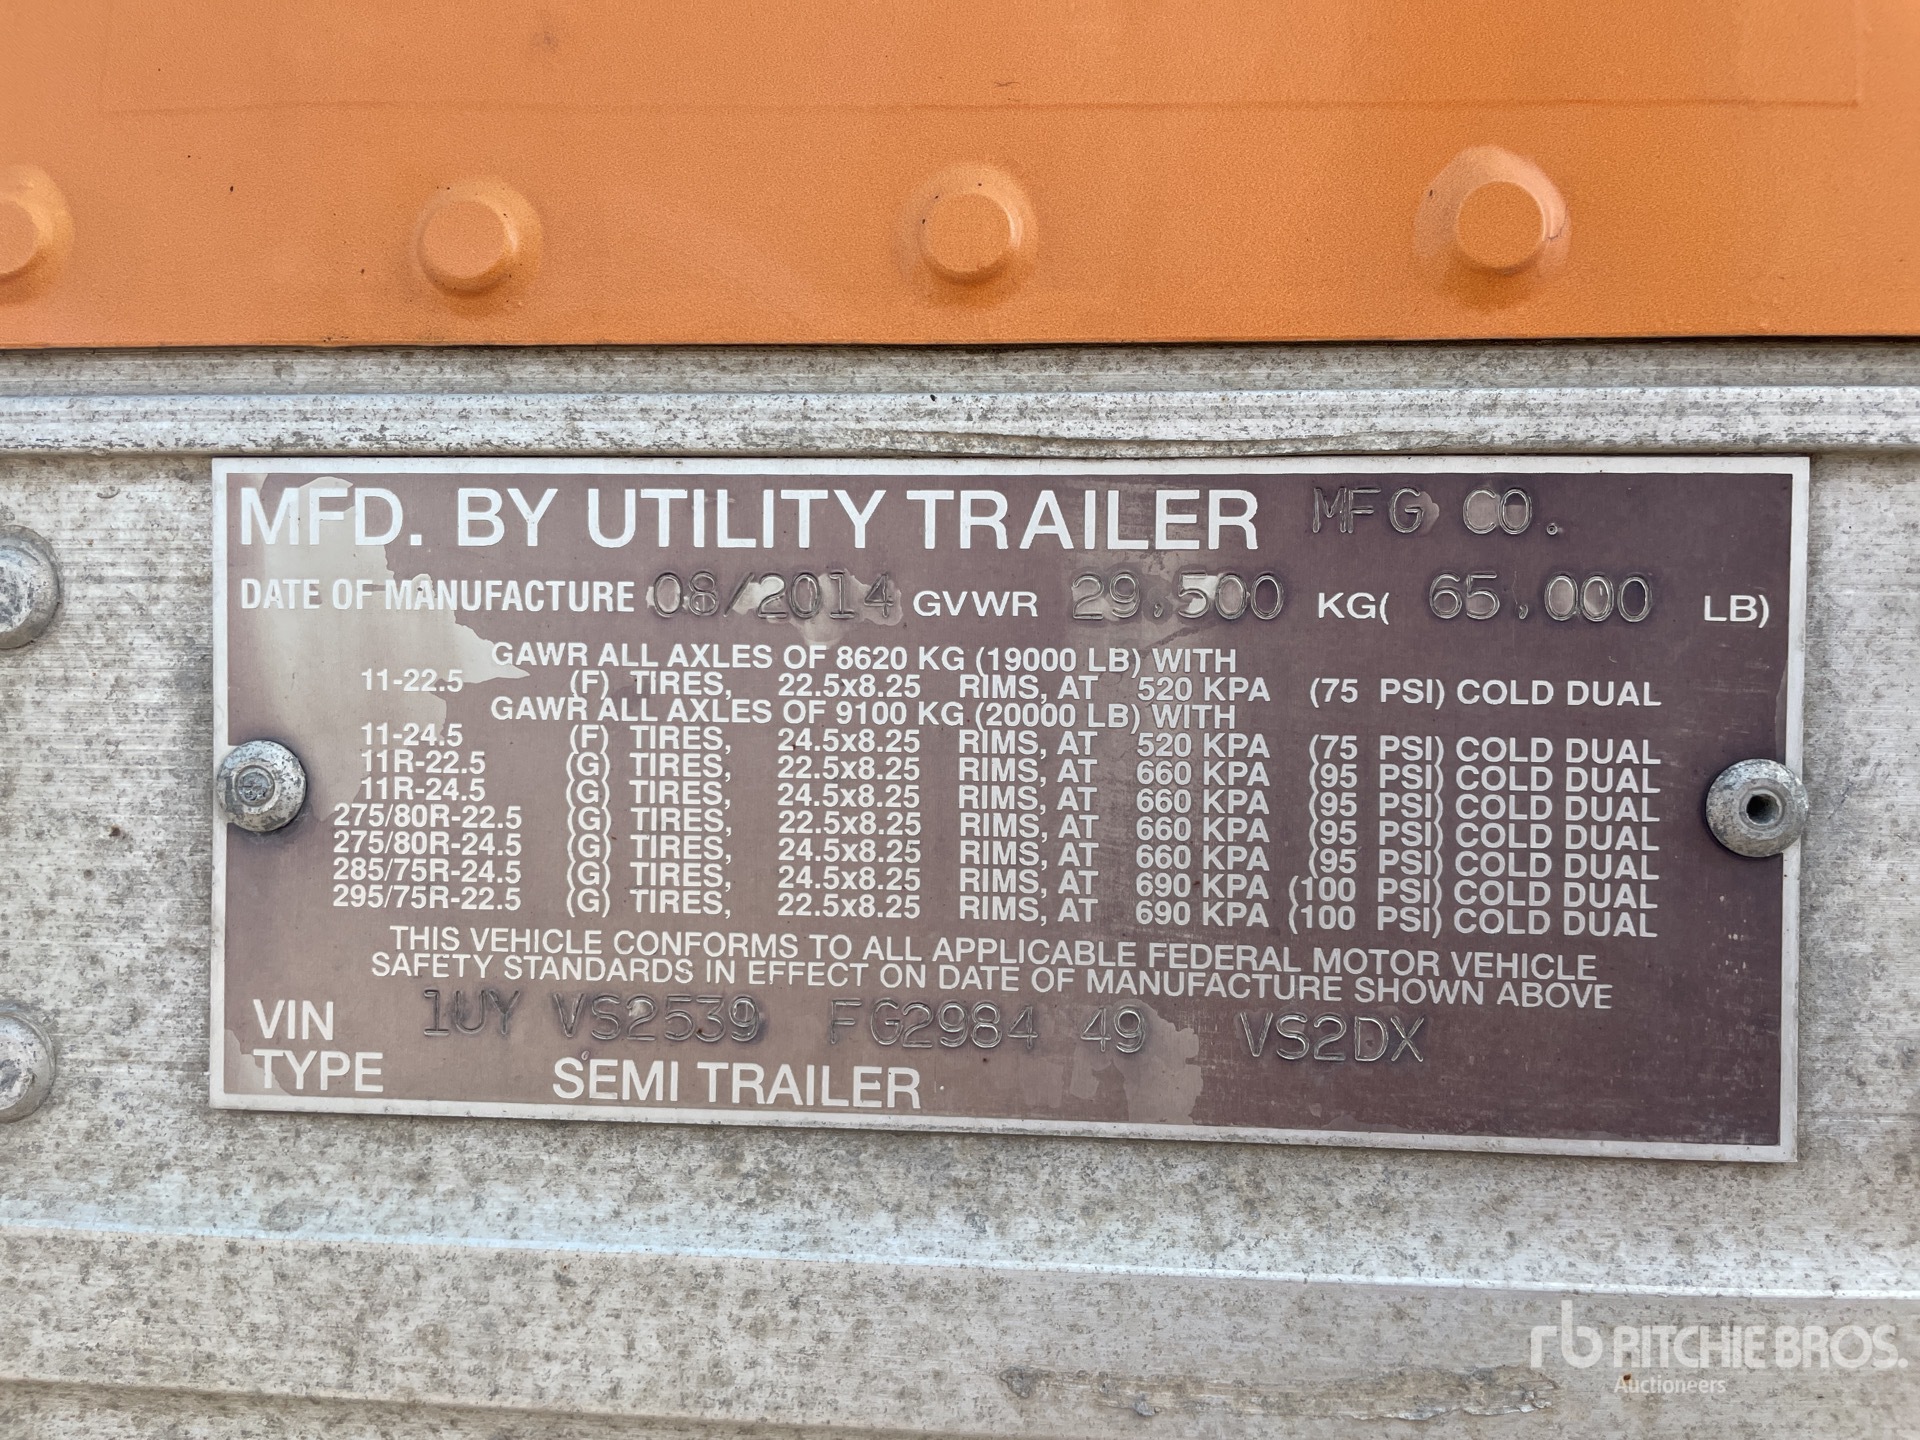 MFD. BY UTILITY TRAILER MFG CO.
DATE OF MANUFACTURE 08/2014 GVWR 29,500 KG( 65,000 LB)
GAWR ALL AXLES OF 8620 KG (19000 LB) WITH
11-22.5 (F) TIRES, 22.5x8.25 RIMS, AT 520 KPA (75 PSI) COLD DUAL
GAWR ALL AXLES OF 9100 KG (20000 LB) WITH
11-24.5 (F) TIRES, 24.5x8.25 RIMS, AT 520 KPA (75 PSI) COLD DUAL
11R-22.5 (G) TIRES, 22.5x8.25 RIMS, AT 660 KPA (95 PSI) COLD DUAL
11R-24.5 (G) TIRES, 24.5x8.25 RIMS, AT 660 KPA (95 PSI) COLD DUAL
275/80R-22.5 (G) TIRES, 22.5x8.25 RIMS, AT 660 KPA (95 PSI) COLD DUAL
275/80R-24.5 (G) TIRES, 24.5x8.25 RIMS, AT 660 KPA (95 PSI) COLD DUAL
285/75R-24.5 (G) TIRES, 24.5x8.25 RIMS, AT 690 KPA (100 PSI) COLD DUAL
295/75R-22.5 (G) TIRES, 22.5x8.25 RIMS, AT 690 KPA (100 PSI) COLD DUAL
THIS VEHICLE CONFORMS TO ALL APPLICABLE FEDERAL MOTOR VEHICLE
SAFETY STANDARDS IN EFFECT ON DATE OF MANUFACTURE SHOWN ABOVE
VIN 1UY VS2539 FG2984 49 VS2DX
TYPE SEMI TRAILER
rb RITCHIE BROS.
Auctioneers